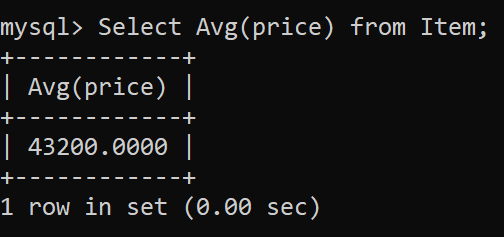 mysql> Select Avg(price) from Item;
+------------+
| Avg(price) |
+------------+
| 43200.0000 |
+------------+
1 row in set (0.00 sec)